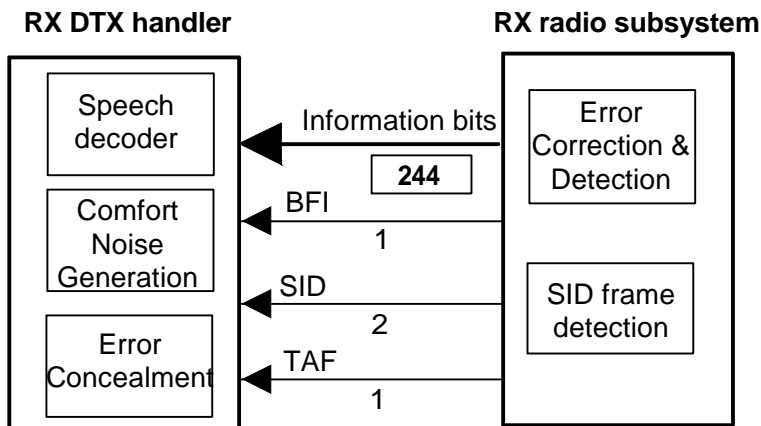 RX DTX handler
RX radio subsystem
Speech
decoder
Information bits
244
Error
Correction &
Detection
Comfort
Noise
Generation
BFI
1
SID
2
SID frame
detection
Error
Concealment
TAF
1